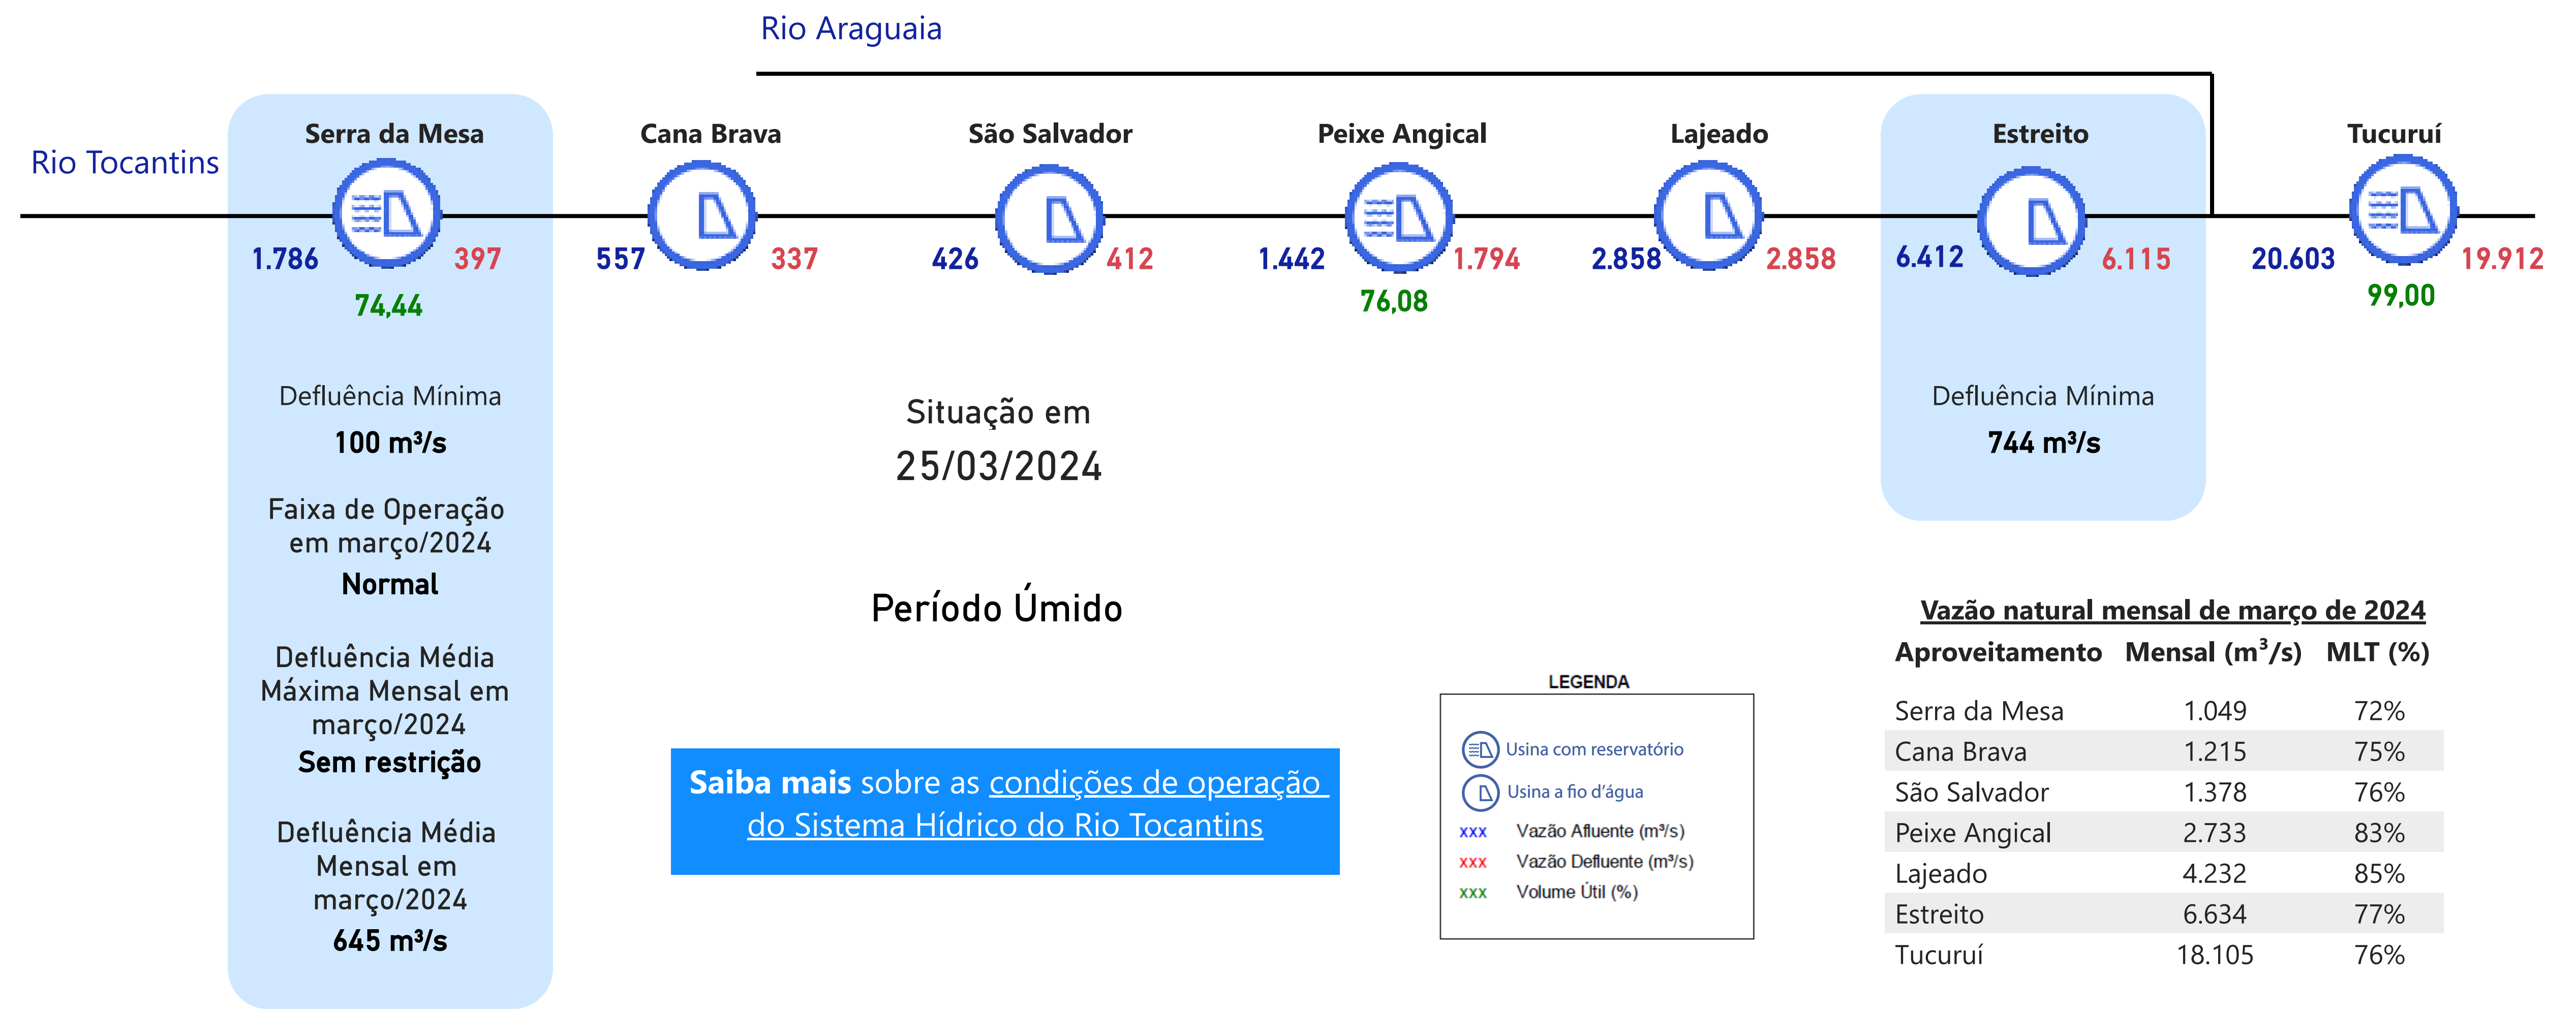 Rio Araguaia
Rio Tocantins
Serra da Mesa
Cana Brava
São Salvador
Peixe Angical
Lajeado
Estreito
Tucuruí
1.786
397
557
337
426
412
1.442
1.794
2.858
2.858
6.412
6.115
20.603
19.912
74,44
76,08
99,00
Defluência Mínima
100 m³/s
Faixa de Operação
em março/2024
Normal
Defluência Média
Máxima Mensal em
março/2024
Sem restrição
Defluência Média
Mensal em
março/2024
645 m³/s
Situação em
25/03/2024
Período Úmido
Saiba mais sobre as condições de operação
do Sistema Hídrico do Rio Tocantins
Defluência Mínima
744 m³/s
LEGENDA
Usina com reservatório
Usina a fio d'água
xxx Vazão Afluente (m³/s)
xxx Vazão Defluente (m³/s)
xxx Volume Útil (%)
Vazão natural mensal de março de 2024
Aproveitamento Mensal (m³/s) MLT (%)
Serra da Mesa 1.049 72%
Cana Brava 1.215 75%
São Salvador 1.378 76%
Peixe Angical 2.733 83%
Lajeado 4.232 85%
Estreito 6.634 77%
Tucuruí 18.105 76%